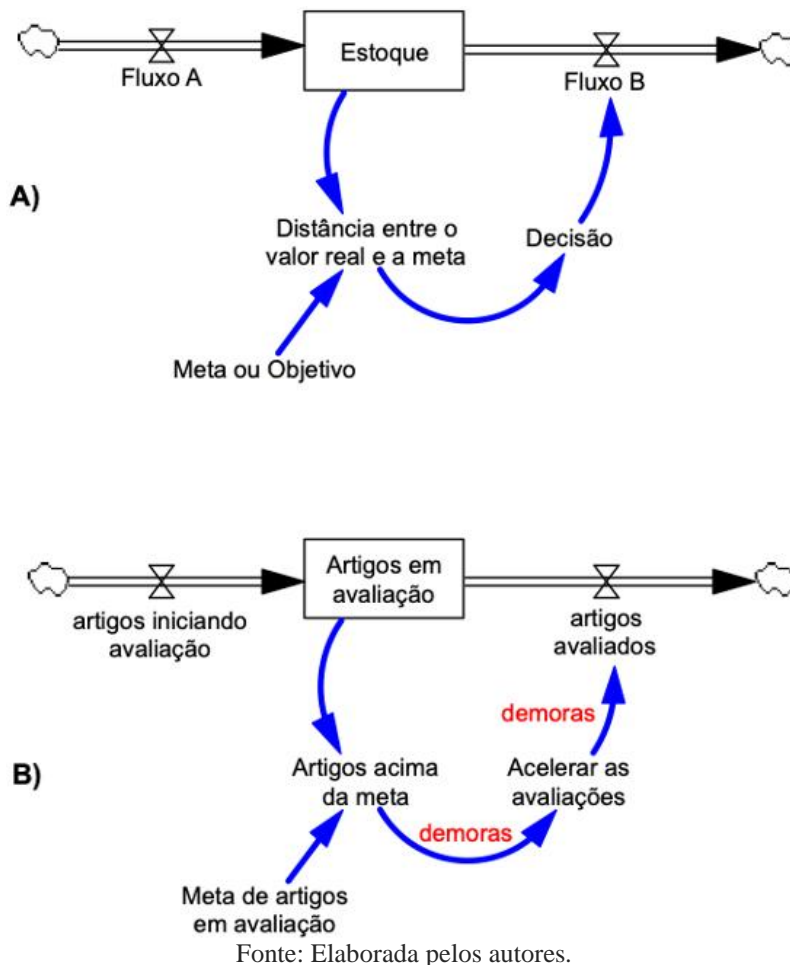 Estoque
Fluxo A
Fluxo B
A)
Distância entre o
valor real e a meta
Decisão
Meta ou Objetivo
Artigos em
avaliação
artigos iniciando
avaliação
artigos
avaliados
demoras
B)
Artigos acima
da meta
Acelerar as
avaliações
demoras
Meta de artigos
em avaliação
Fonte: Elaborada pelos autores.